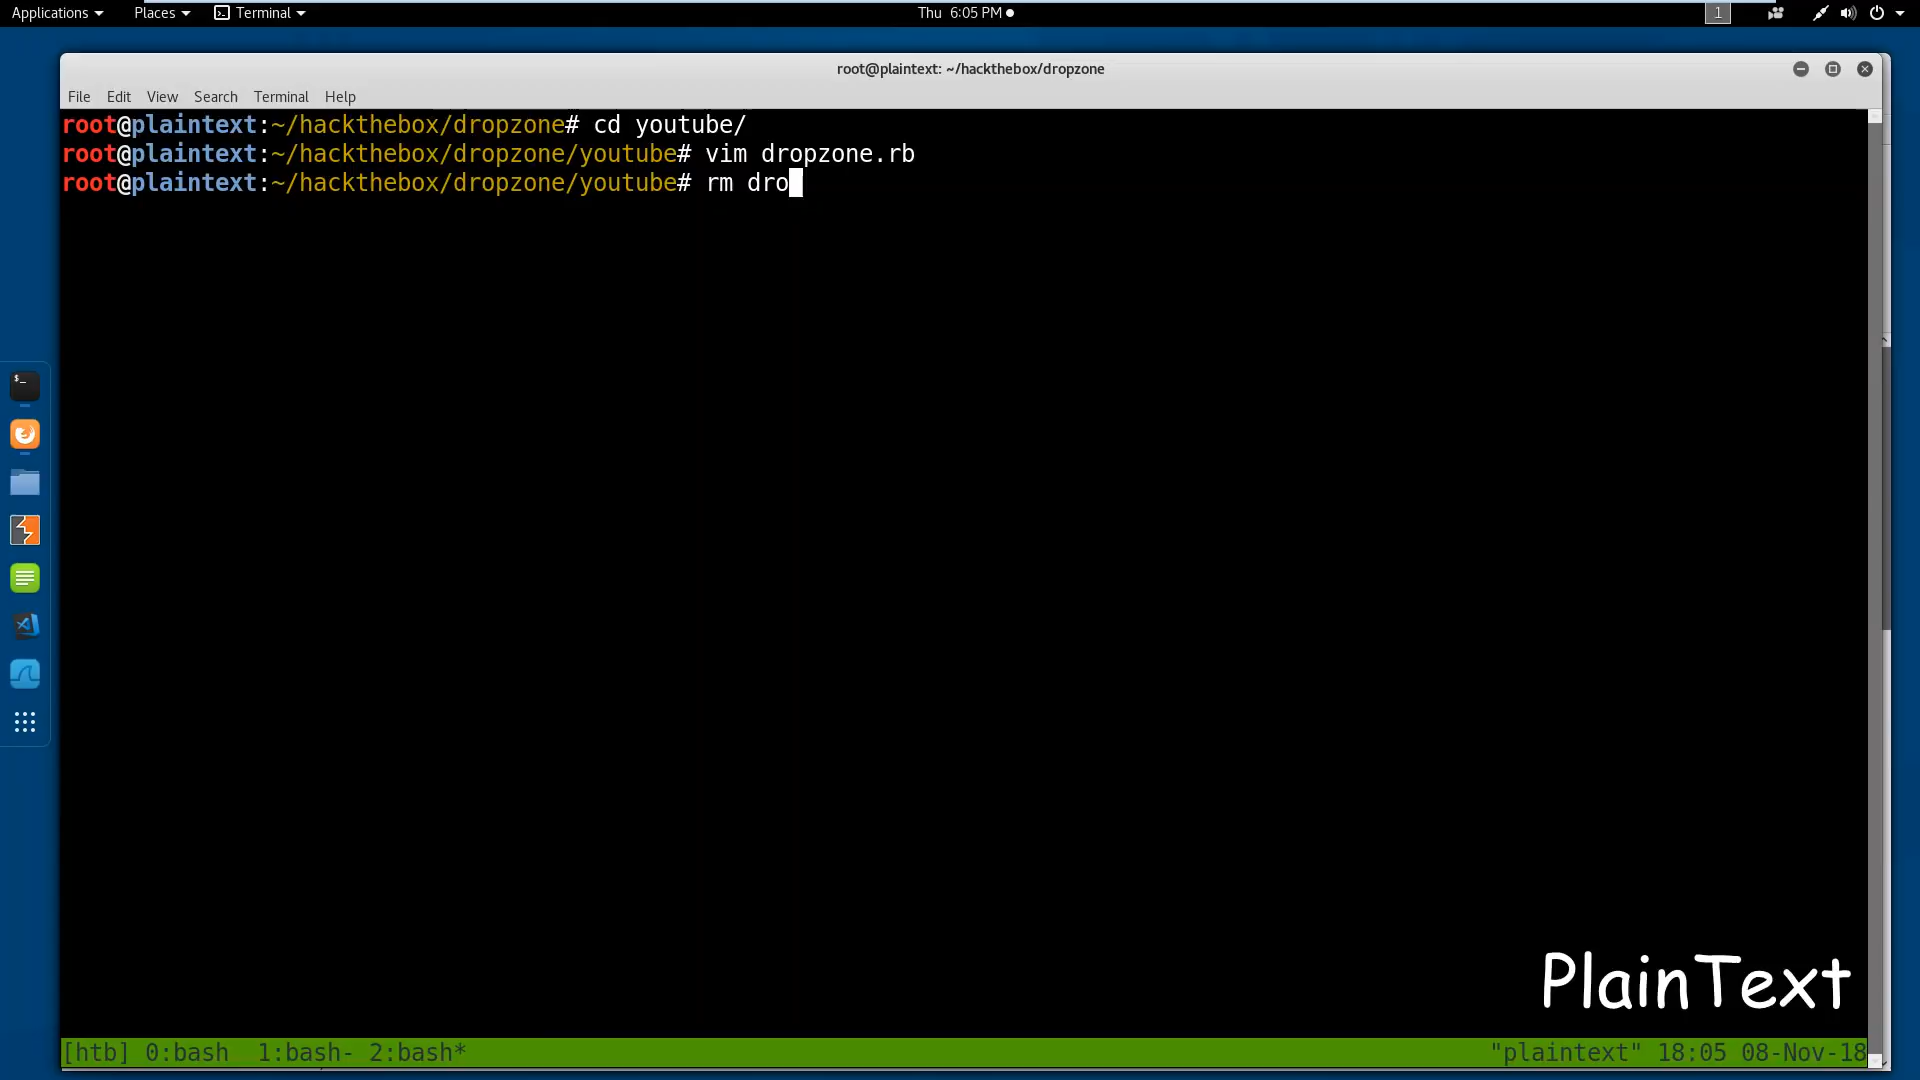 Applications Places Terminal Thu 6:05 PM 1
root@plaintext: ~/hackthebox/dropzone
File Edit View Search Terminal Help
root@plaintext:~/hackthebox/dropzone# cd youtube/
root@plaintext:~/hackthebox/dropzone/youtube# vim dropzone.rb
root@plaintext:~/hackthebox/dropzone/youtube# rm dro
PlainText
[htb] 0:bash 1:bash- 2:bash* "plaintext" 18:05 08-Nov-18